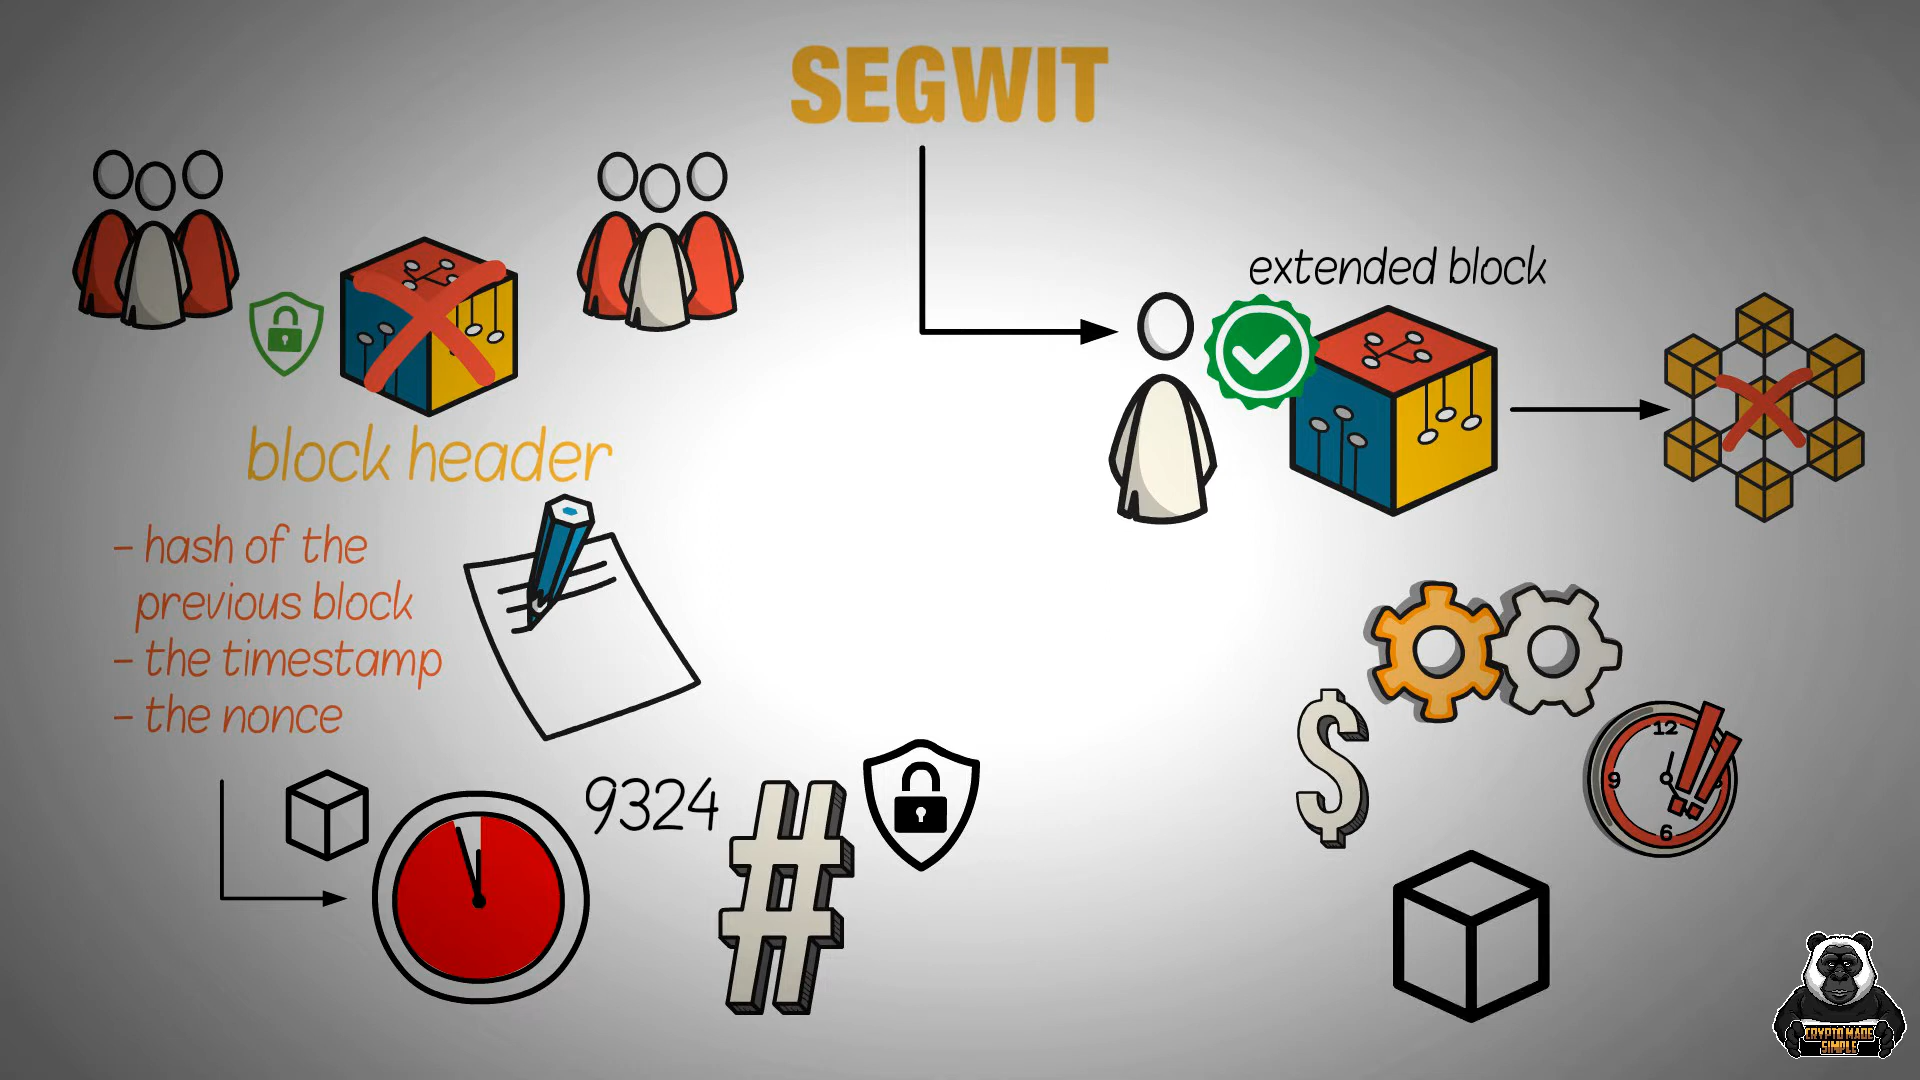 SEGWIT
extended block
block header
- hash of the
previous block
- the timestamp
- the nonce
9324
#
$
12
9
6
CRYPTO MADE
SIMPLE